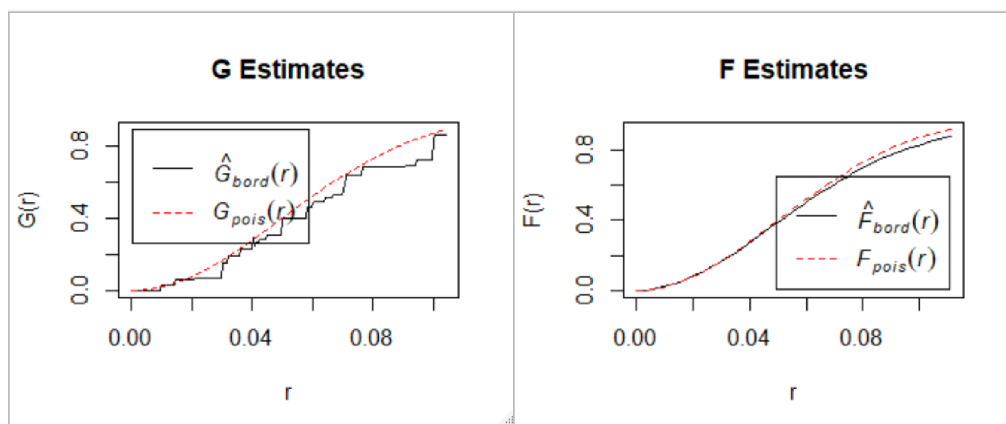 G Estimates
G(r)
0.0 0.4 0.8
Ĝbord(r)
Gpois(r)
0.00 0.04 0.08
r
F Estimates
F(r)
0.0 0.4 0.8
F̂bord(r)
Fpois(r)
0.00 0.04 0.08
r